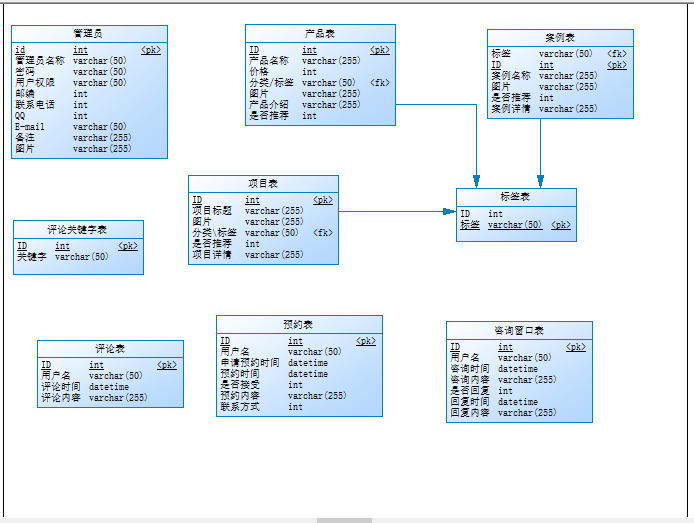 管理员
id int <pk>
管理员名称 varchar(50)
密码 varchar(50)
用户权限 varchar(50)
邮编 int
联系电话 int
QQ int
E-mail varchar(50)
备注 varchar(255)
图片 varchar(255)
产品表
ID int <pk>
产品名称 varchar(255)
价格 int
分类/标签 varchar(50) <fk>
图片 varchar(255)
产品介绍 varchar(255)
是否推荐 int
案例表
标签 varchar(50) <fk>
ID int <pk>
案例名称 varchar(255)
图片 varchar(255)
是否推荐 int
案例详情 varchar(255)
项目表
ID int <pk>
项目标题 varchar(255)
图片 varchar(255)
分类\标签 varchar(50) <fk>
是否推荐 int
项目详情 varchar(255)
标签表
ID int
标签 varchar(50) <pk>
评论关键字表
ID int <pk>
关键字 varchar(50)
评论表
ID int <pk>
用户名 varchar(50)
评论时间 datetime
评论内容 varchar(255)
预约表
ID int <pk>
用户名 varchar(50)
申请预约时间 datetime
预约时间 datetime
是否接受 int
预约内容 varchar(255)
联系方式 int
咨询窗口表
ID int <pk>
用户名 varchar(50)
咨询时间 datetime
咨询内容 varchar(255)
是否回复 int
回复时间 datetime
回复内容 varchar(255)